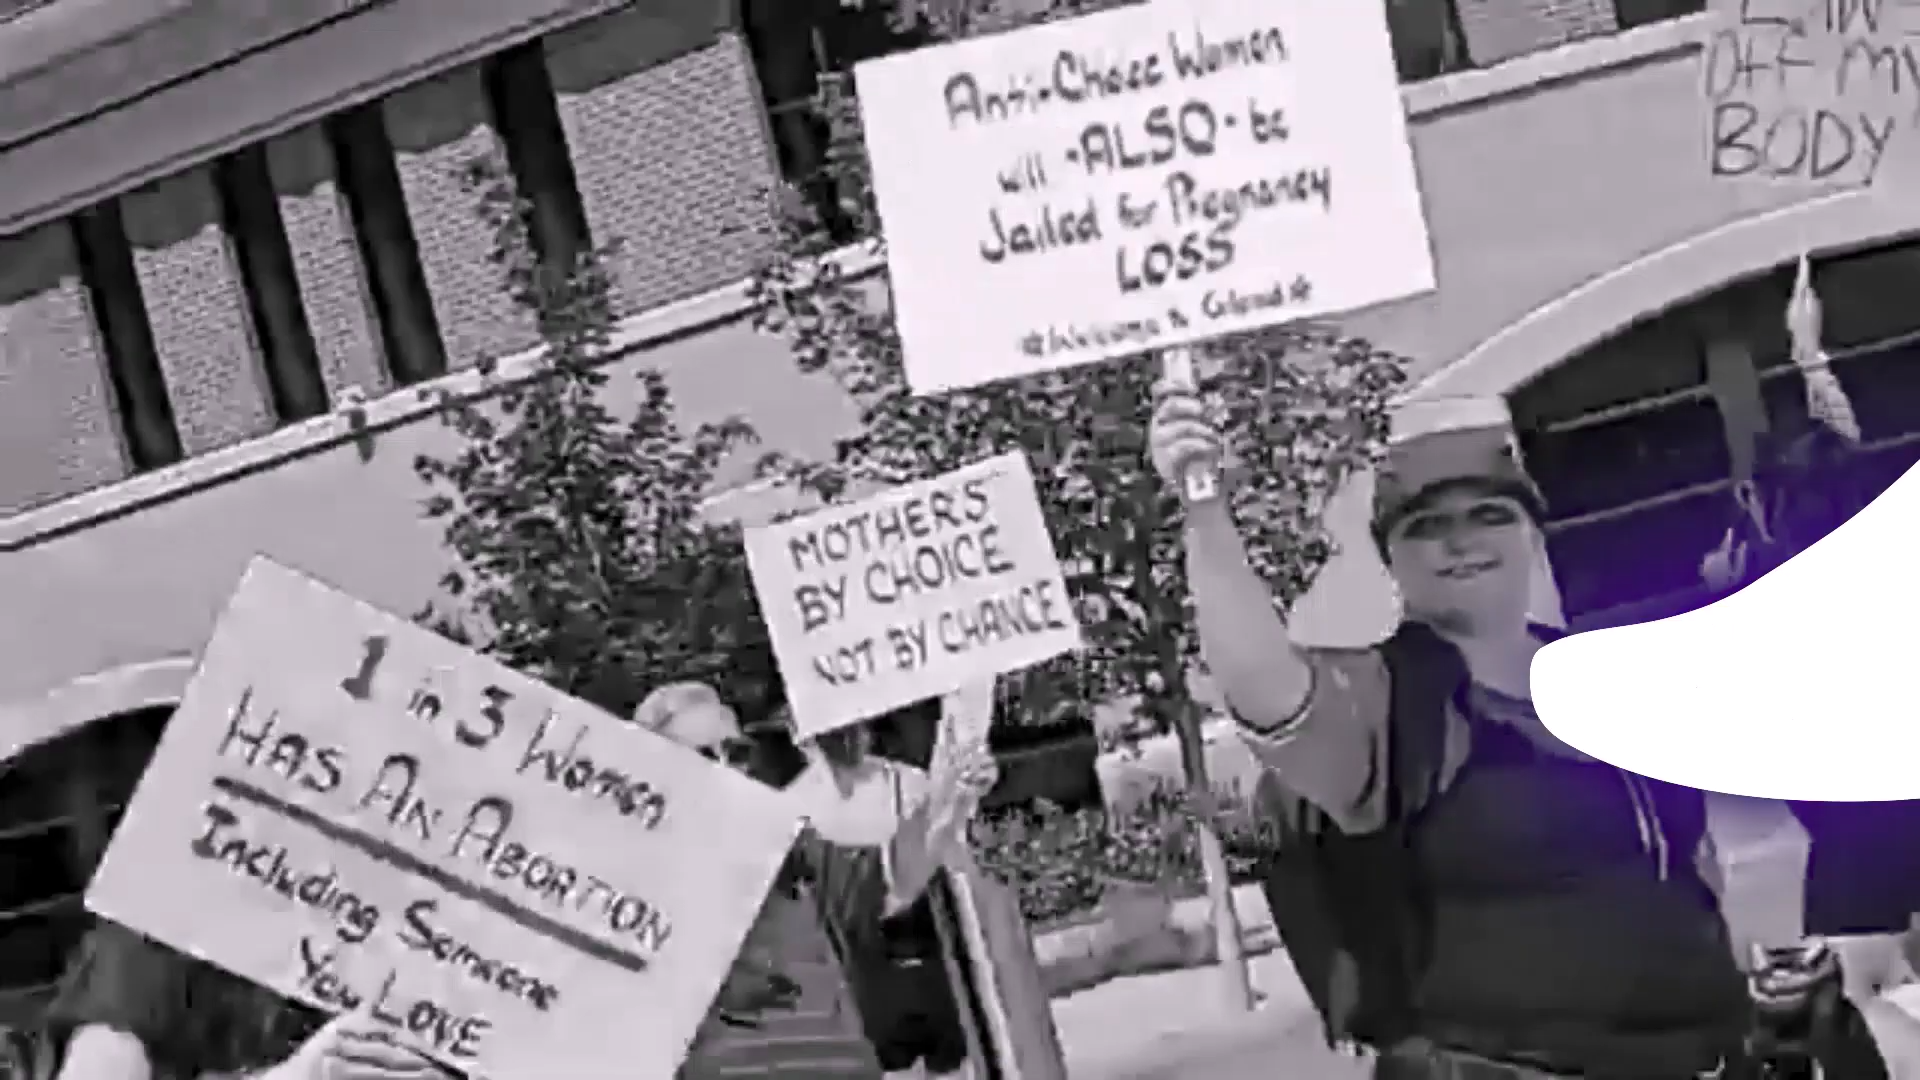 Anti-Choice Women
will -ALSO- be
Jailed for Pregnancy
LOSS
OFF MY
BODY
MOTHERS
BY CHOICE
NOT BY CHANCE
1 in 3 Women
HAS AN ABORTION
Including Someone
You LOVE